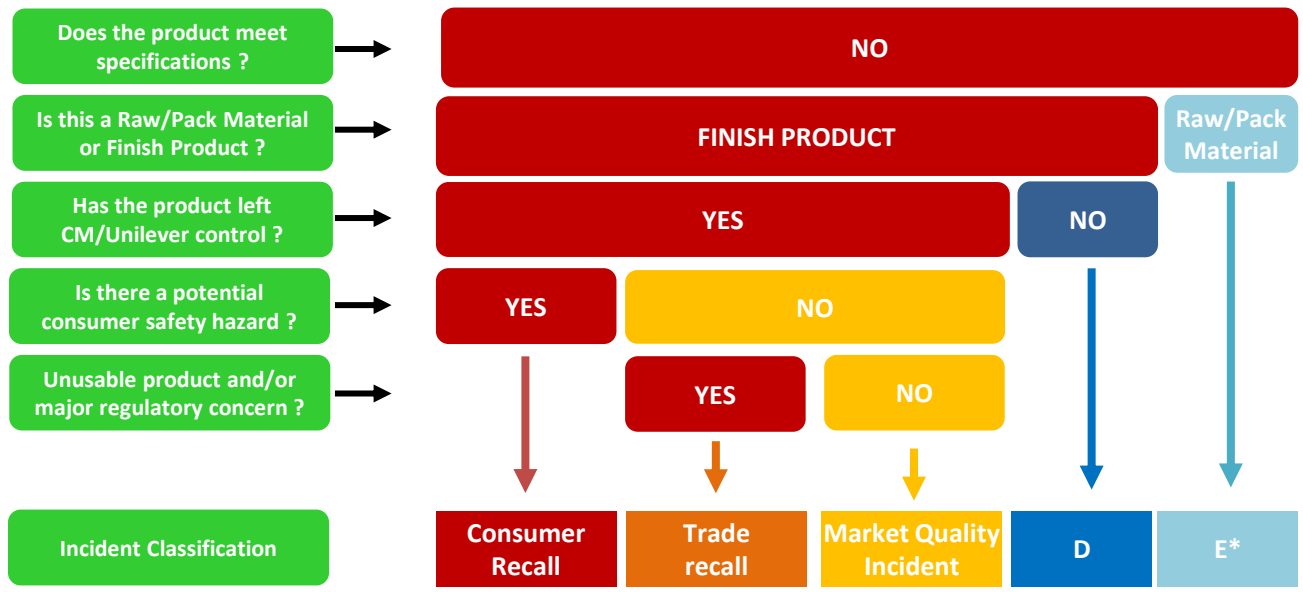 Does the product meet
specifications ?
NO
Is this a Raw/Pack Material
or Finish Product ?
FINISH PRODUCT
Raw/Pack
Material
Has the product left
CM/Unilever control ?
YES
NO
Is there a potential
consumer safety hazard ?
YES
NO
Unusable product and/or
major regulatory concern ?
YES
NO
Incident Classification
Consumer
Recall
Trade
recall
Market Quality
Incident
D
E*